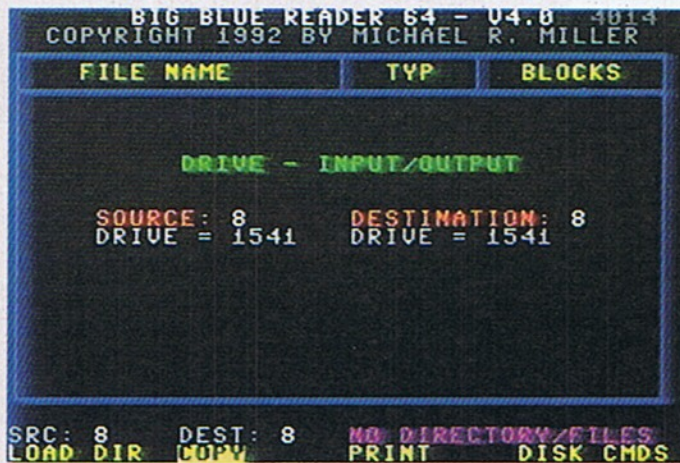 BIG BLUE READER 64 - V4.0 4014
COPYRIGHT 1992 BY MICHAEL R. MILLER
FILE NAME TYP BLOCKS
DRIVE - INPUT/OUTPUT
SOURCE: 8 DESTINATION: 8
DRIVE = 1541 DRIVE = 1541
SRC: 8 DEST: 8 NO DIRECTORY/FILES
LOAD DIR COPY PRINT DISK CMDS